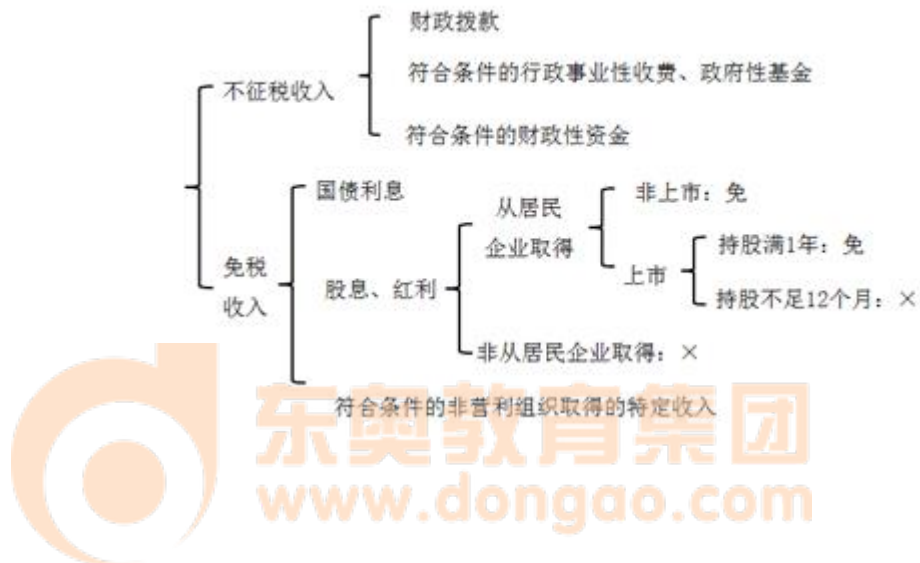 财政拨款
不征税收入
符合条件的行政事业性收费、政府性基金
符合条件的财政性资金
国债利息
从居民
企业取得
非上市：免
上市
持股满1年：免
持股不足12个月：×
免税
收入
股息、红利
非从居民企业取得：×
符合条件的非营利组织取得的特定收入
东奥教育集团
www.dongao.com